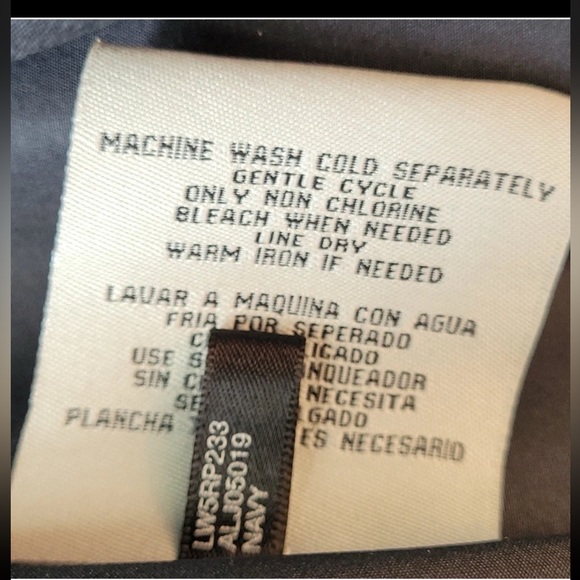 MACHINE WASH COLD SEPARATELY
GENTLE CYCLE
ONLY NON CHLORINE
BLEACH WHEN NEEDED
LINE DRY
WARM IRON IF NEEDED
LAVAR A MAQUINA CON AGUA
FRIA POR SEPERADO
USE
SIN
NECESITA
PLANCHA
ES NECESARIO
LW5RP233
ALJ05019
NAVY